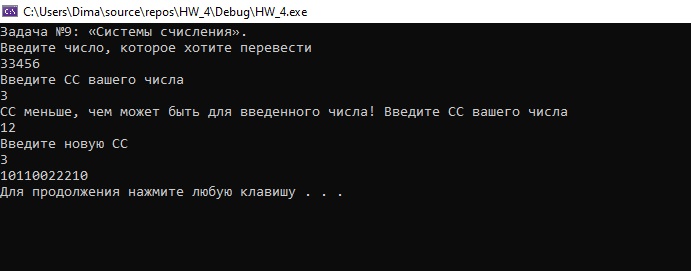 C:\Users\Dima\source\repos\HW_4\Debug\HW_4.exe
Задача №9: «Системы счисления».
Введите число, которое хотите перевести
33456
Введите СС вашего числа
3
СС меньше, чем может быть для введенного числа! Введите СС вашего числа
12
Введите новую СС
3
10110022210
Для продолжения нажмите любую клавишу . . .